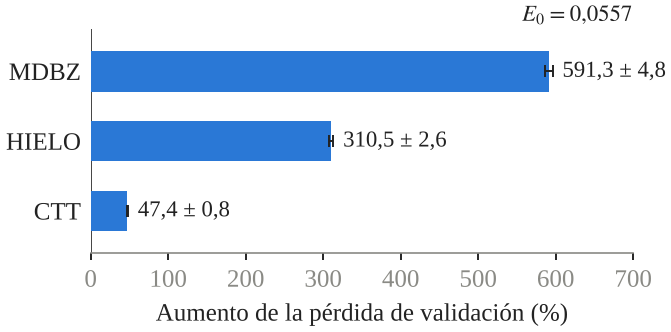 E₀ = 0,0557
MDBZ 591,3 ± 4,8
HIELO 310,5 ± 2,6
CTT 47,4 ± 0,8
0 100 200 300 400 500 600 700
Aumento de la pérdida de validación (%)